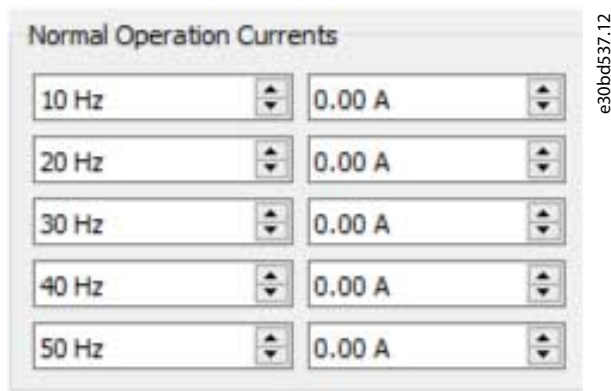 Normal Operation Currents
10 Hz 0.00 A
20 Hz 0.00 A
30 Hz 0.00 A
40 Hz 0.00 A
50 Hz 0.00 A
e30bd537.12